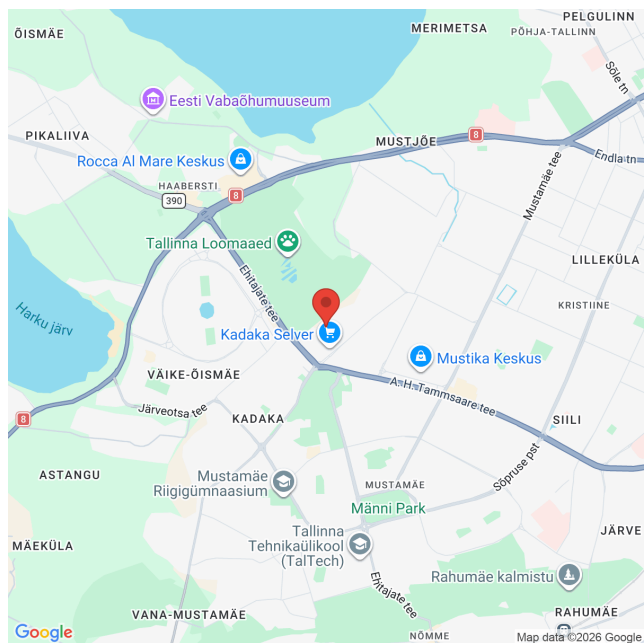 PELGULINN
ÕISMÄE
MERIMETSA
PÕHJA-TALLINN
Sõle tn
Eesti Vabaõhumuuseum
PIKALIIVA
8
MUSTJÕE
Rocca Al Mare Keskus
Endla tn
HAABERSTI
8
390
Mustamäe tee
Tallinna Loomaaed
LILLEKÜLA
Ehitajate tee
KRISTIINE
Harku järv
Kadaka Selver
Mustika Keskus
VÄIKE-ÕISMÄE
A. H. Tammsaare tee
Järveotsa tee
8
KADAKA
SIILI
Sõpruse pst
ASTANGU
Mustamäe
Riigigümnaasium
MUSTAMÄE
Männi Park
JÄRVE
MÄEKÜLA
Tallinna
Tehnikaülikool
(TalTech)
Rahumäe kalmistu
Ehitajate tee
VANA-MUSTAMÄE
RAHUMÄE
NÕMME
Google
Map data ©2026 Google